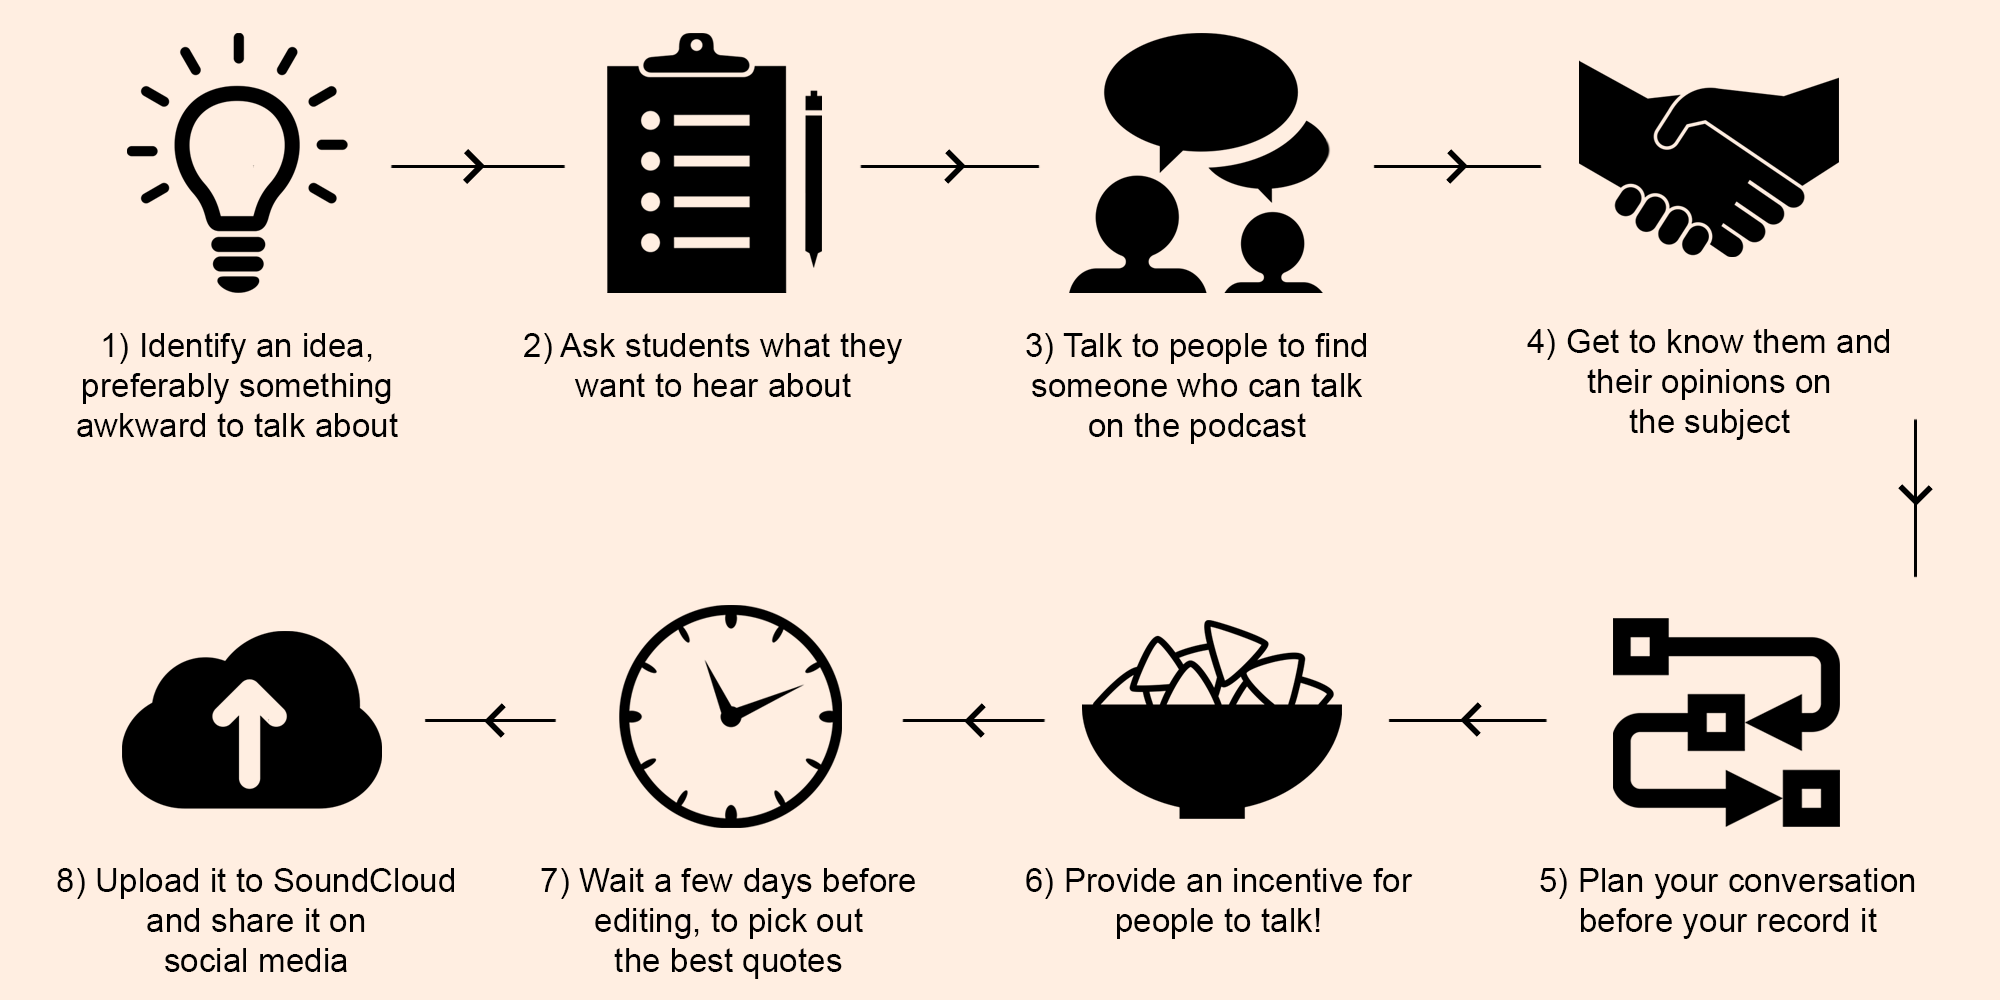 1) Identify an idea,
preferably something
awkward to talk about
2) Ask students what they
want to hear about
3) Talk to people to find
someone who can talk
on the podcast
4) Get to know them and
their opinions on
the subject
5) Plan your conversation
before your record it
6) Provide an incentive for
people to talk!
7) Wait a few days before
editing, to pick out
the best quotes
8) Upload it to SoundCloud
and share it on
social media